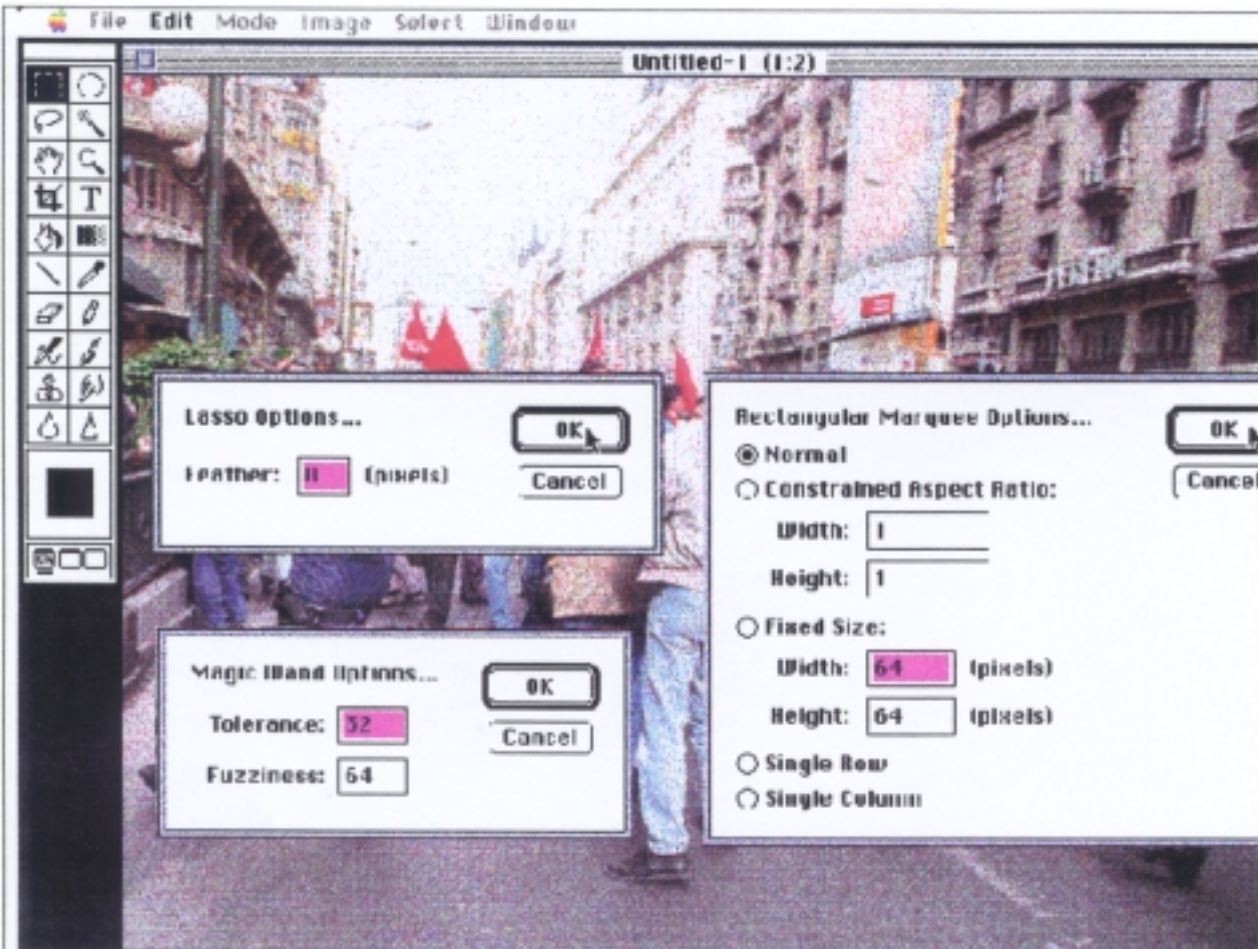 File Edit Mode Image Select Window
Untitled-1 (1:2)
T
Lasso Options...
OK
Feather: (pixels)
Cancel
Magic Wand Options...
OK
Tolerance: 32
Cancel
Fuzziness: 64
Rectangular Marquee Options...
OK
Normal
Cancel
Constrained Aspect Ratio:
Width: 1
Height: 1
Fixed Size:
Width: 64 (pixels)
Height: 64 (pixels)
Single Row
Single Column